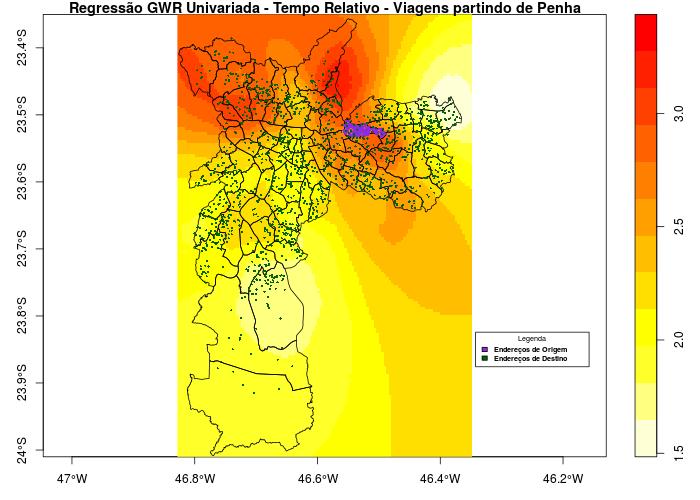 Regressão GWR Univariada - Tempo Relativo - Viagens partindo de Penha
23.4°S
23.5°S
23.6°S
23.7°S
23.8°S
23.9°S
24°S
47°W
46.8°W
46.6°W
46.4°W
46.2°W
Legenda
Endereços de Origem
Endereços de Destino
3.0
2.5
2.0
1.5